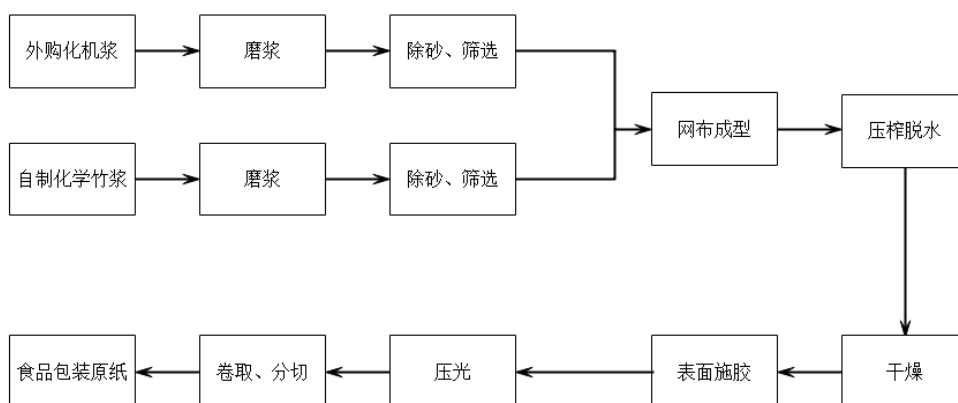 外购化机浆
磨浆
除砂、筛选
网布成型
压榨脱水
自制化学竹浆
磨浆
除砂、筛选
食品包装原纸
卷取、分切
压光
表面施胶
干燥